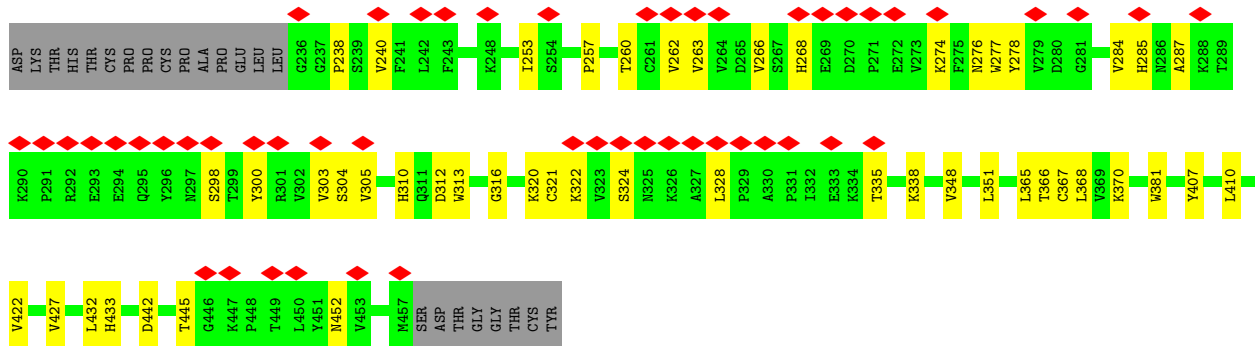 ASP LYS THR HIS THR CYS PRO PRO CYS PRO ALA PRO GLU LEU LEU G236 G237 P238 S239 V240 F241 L242 F243 K248 I253 S254 P257 T260 C261 V262 V263 V264 D265 V266 S267 H268 E269 D270 P271 E272 V273 K274 F275 N276 W277 Y278 V279 D280 G281 V284 H285 N286 A287 K288 T289
K290 P291 R292 E293 E294 Q295 Y296 N297 S298 T299 Y300 R301 V302 V303 S304 V305 H310 Q311 D312 W313 G316 K320 C321 K322 V323 S324 N325 K326 A327 L328 P329 A330 P331 I332 E333 K334 T335 K338 V348 L351 L365 T366 C367 L368 V369 K370 W381 Y407 L410
V422 V427 L432 H433 D442 T445 G446 K447 P448 T449 L450 Y451 N452 V453 M457 SER ASP THR GLY GLY THR CYS TYR